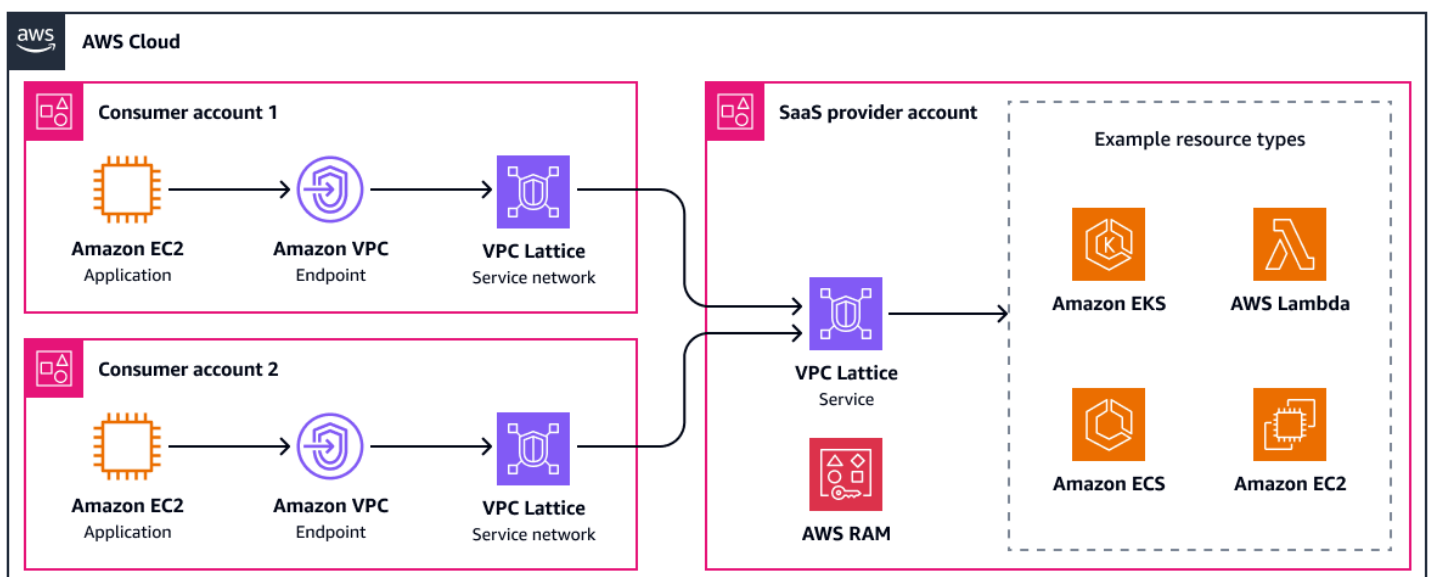 aws
AWS Cloud
Consumer account 1
Amazon EC2
Application
Amazon VPC
Endpoint
VPC Lattice
Service network
Consumer account 2
Amazon EC2
Application
Amazon VPC
Endpoint
VPC Lattice
Service network
SaaS provider account
VPC Lattice
Service
AWS RAM
Example resource types
K
Amazon EKS
AWS Lambda
Amazon ECS
Amazon EC2